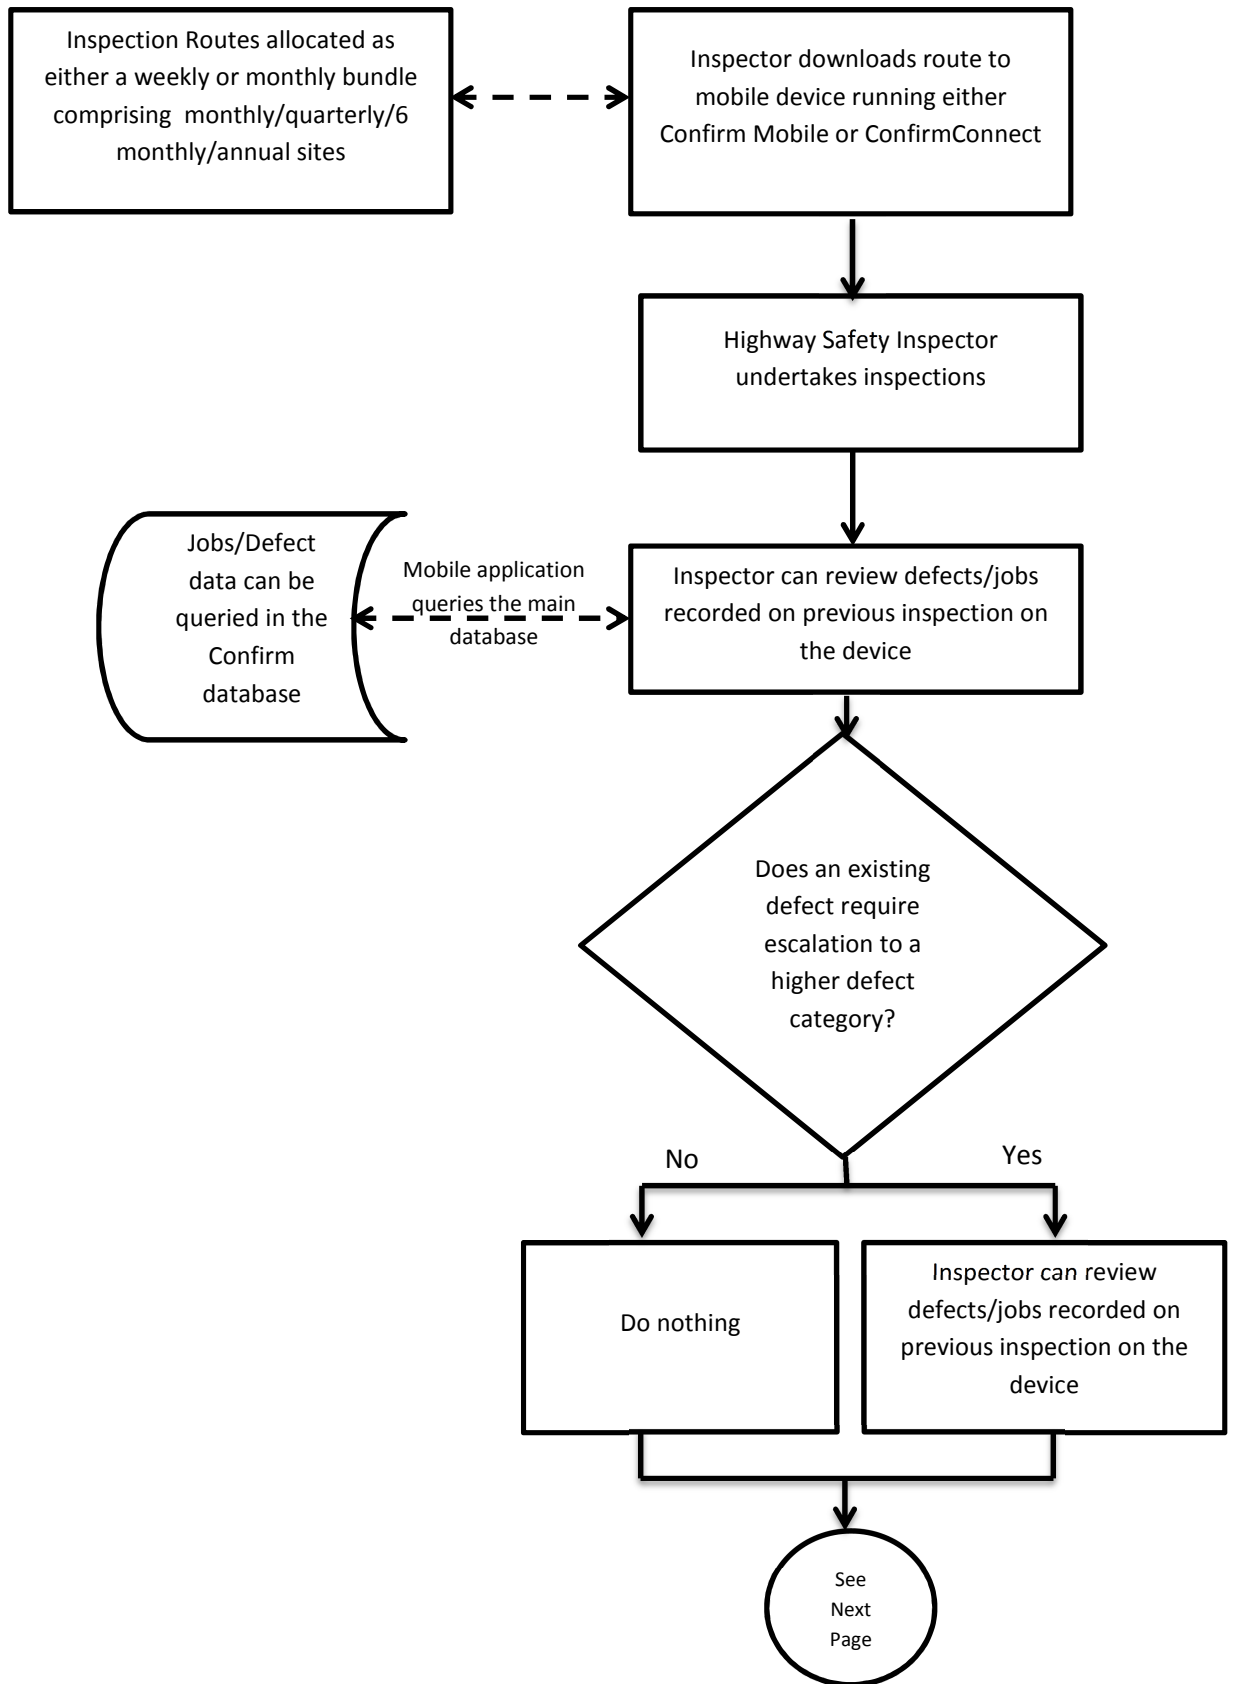 Inspection Routes allocated as
either a weekly or monthly bundle
comprising  monthly/quarterly/6
monthly/annual sites
Inspector downloads route to
mobile device running either
Confirm Mobile or ConfirmConnect
Highway Safety Inspector
undertakes inspections
Jobs/Defect
data can be
queried in the
Confirm
database
Mobile application
queries the main
database
Inspector can review defects/jobs
recorded on previous inspection on
the device
Does an existing
defect require
escalation to a
higher defect
category?
No
Yes
Do nothing
Inspector can review
defects/jobs recorded on
previous inspection on the
device
See
Next
Page